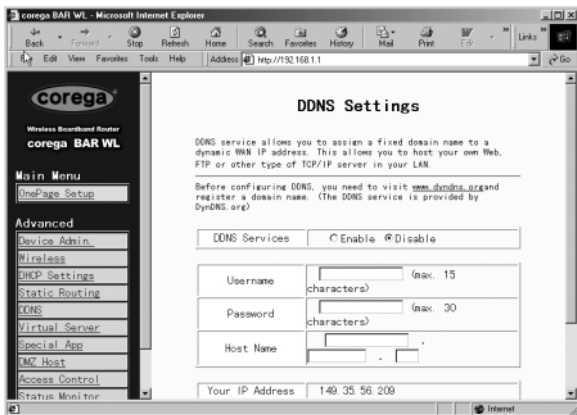 corega BAR WL - Microsoft Internet Explorer
Back Forward Stop Refresh Home Search Favorites History Mail Print Edit » Links »
Edit View Favorites Tools Help Address http://192.168.1.1 Go
corega
Wireless Boardband Router
corega BAR WL
Main Menu
OnePage Setup
Advanced
Device Admin.
Wireless
DHCP Settings
Static Routing
DDNS
Virtual Server
Special App
DMZ Host
Access Control
Status Monitor
DDNS Settings
DDNS service allows you to assign a fixed domain name to a
dynamic WAN IP address. This allows you to host your own Web,
FTP or other type of TCP/IP server in your LAN.
Before configuring DDNS, you need to visit www.dyndns.organd
register a domain name. (The DDNS service is provided by
DynDNS.org)
DDNS Services Enable Disable
Username (max. 15
characters)
Password (max. 30
characters)
Host Name .
.
Your IP Address 149.35.56.209
Internet